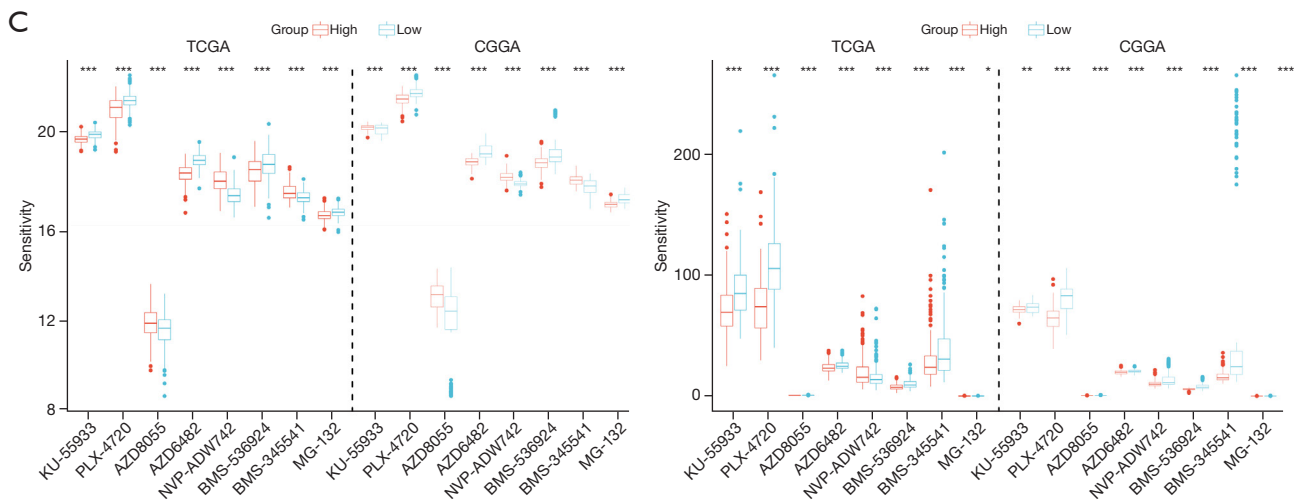 C
Group High Low
TCGA CGGA
*** *** *** *** *** *** *** *** *** *** *** *** *** *** *** ***
Sensitivity
20
16
12
8
KU-55933
PLX-4720
AZD8055
AZD6482
NVP-ADW742
BMS-536924
BMS-345541
MG-132
KU-55933
PLX-4720
AZD8055
AZD6482
NVP-ADW742
BMS-536924
BMS-345541
MG-132
Group High Low
TCGA CGGA
*** *** *** *** *** *** *** * ** *** *** *** *** *** *** ***
Sensitivity
200
100
0
KU-55933
PLX-4720
AZD8055
AZD6482
NVP-ADW742
BMS-536924
BMS-345541
MG-132
KU-55933
PLX-4720
AZD8055
AZD6482
NVP-ADW742
BMS-536924
BMS-345541
MG-132